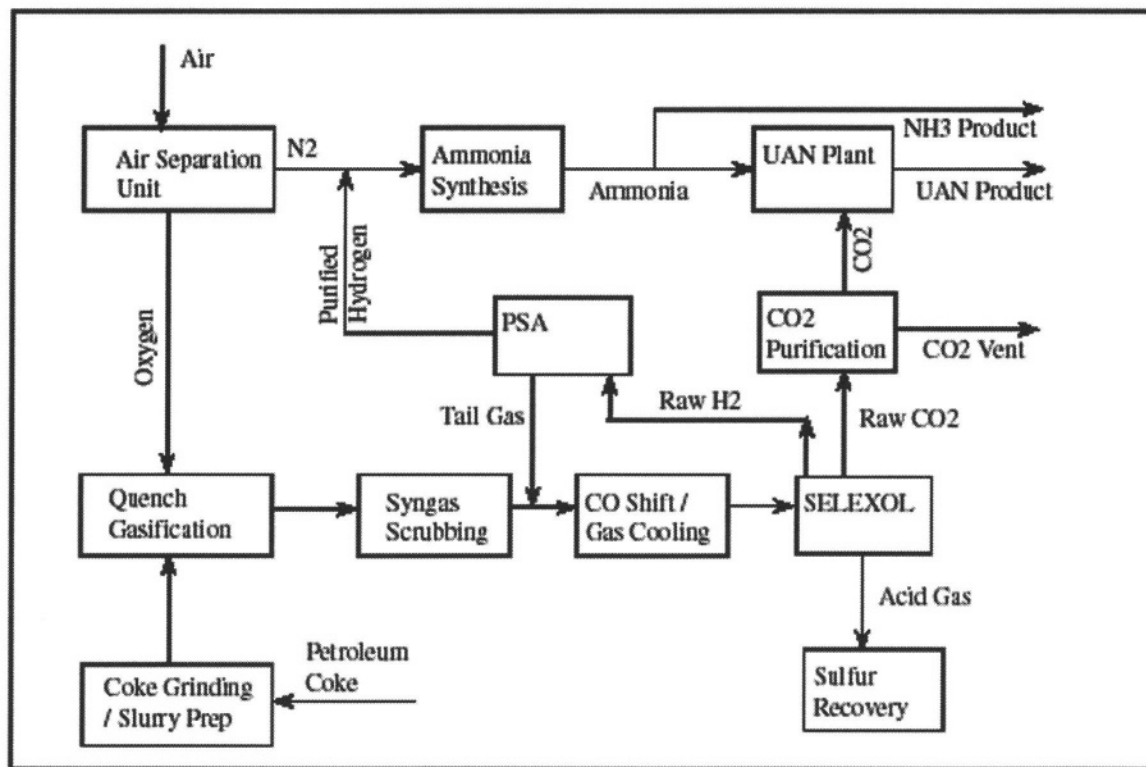 Air
Air Separation
Unit
N2
Ammonia
Synthesis
Ammonia
NH3 Product
UAN Plant
UAN Product
Purified
Hydrogen
CO2
Oxygen
PSA
CO2
Purification
CO2 Vent
Tail Gas
Raw H2
Raw CO2
Quench
Gasification
Syngas
Scrubbing
CO Shift /
Gas Cooling
SELEXOL
Acid Gas
Coke Grinding
/ Slurry Prep
Petroleum
Coke
Sulfur
Recovery